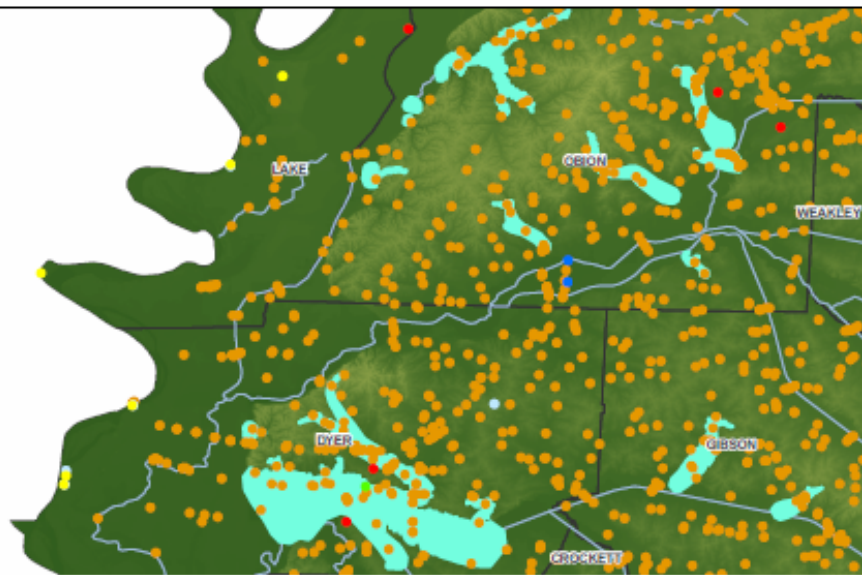 OBION
LAKE
WEAKLEY
DYER
GIBSON
CROCKETT